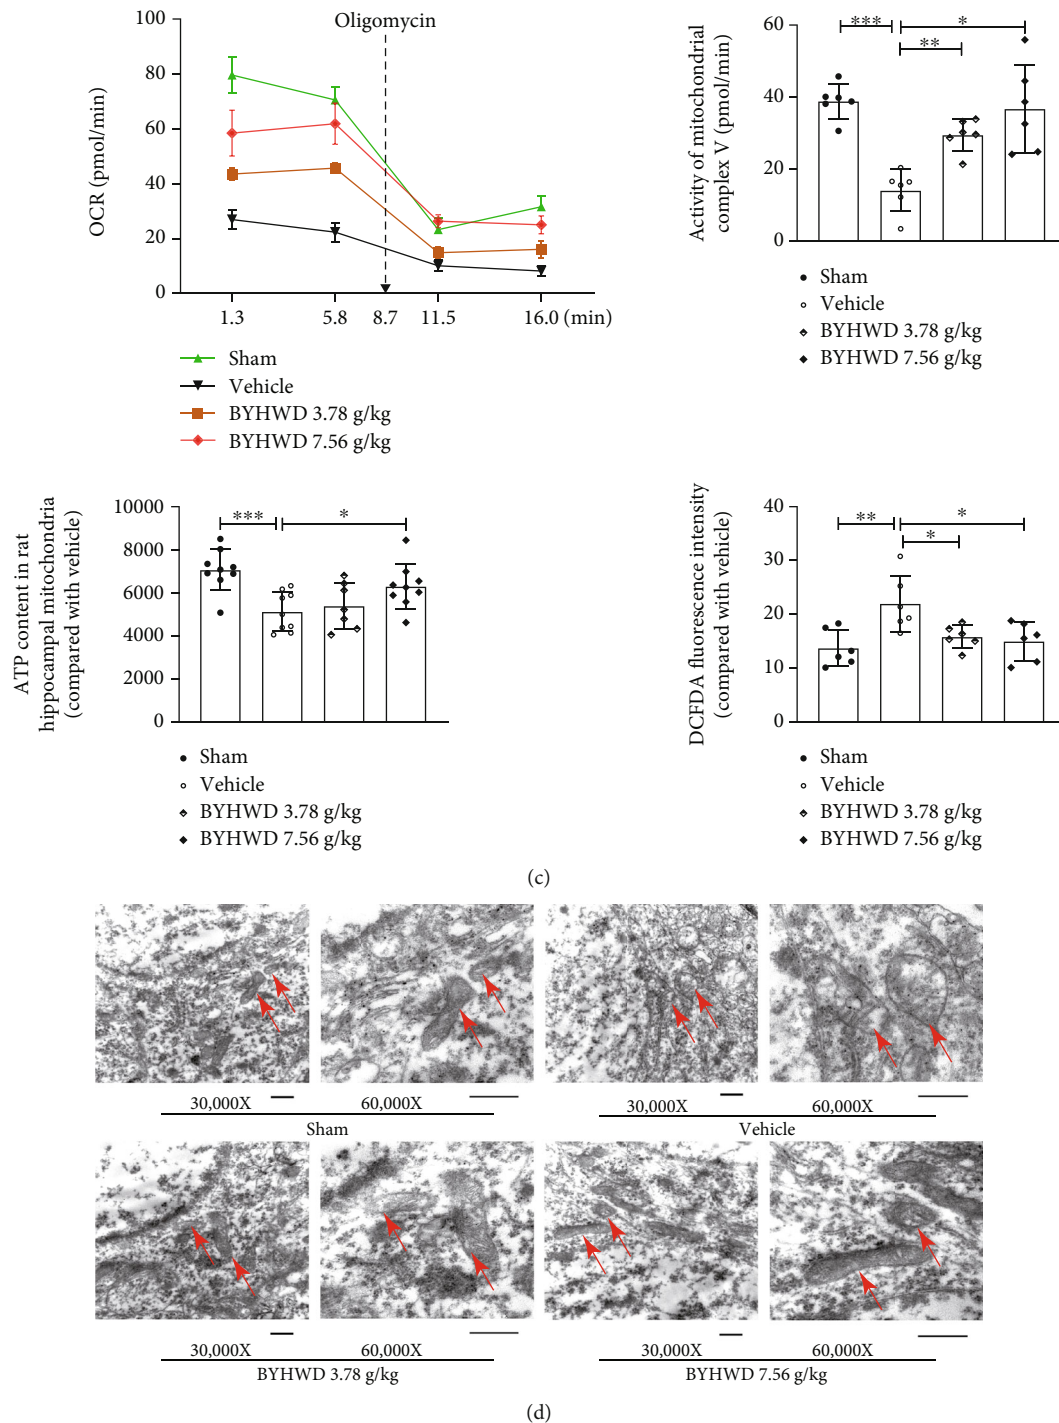 Oligomycin
OCR (pmol/min)
100
80
60
40
20
0
1.3 5.8 8.7 11.5 16.0 (min)
Sham
Vehicle
BYHWD 3.78 g/kg
BYHWD 7.56 g/kg
Activity of mitochondrial
complex V (pmol/min)
60
40
20
0
*** ** *
Sham
Vehicle
BYHWD 3.78 g/kg
BYHWD 7.56 g/kg
ATP content in rat
hippocampal mitochondria
(compared with vehicle)
10000
8000
6000
4000
2000
0
*** *
Sham
Vehicle
BYHWD 3.78 g/kg
BYHWD 7.56 g/kg
DCFDA fluorescence intensity
(compared with vehicle)
40
30
20
10
0
** * *
Sham
Vehicle
BYHWD 3.78 g/kg
BYHWD 7.56 g/kg
(c)
30,000X 60,000X
Sham
30,000X 60,000X
Vehicle
30,000X 60,000X
BYHWD 3.78 g/kg
30,000X 60,000X
BYHWD 7.56 g/kg
(d)